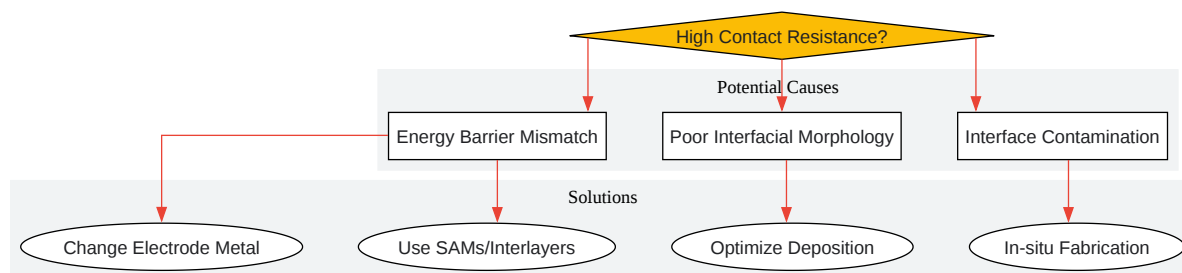 High Contact Resistance?
Potential Causes
Energy Barrier Mismatch
Poor Interfacial Morphology
Interface Contamination
Solutions
Change Electrode Metal
Use SAMs/Interlayers
Optimize Deposition
In-situ Fabrication